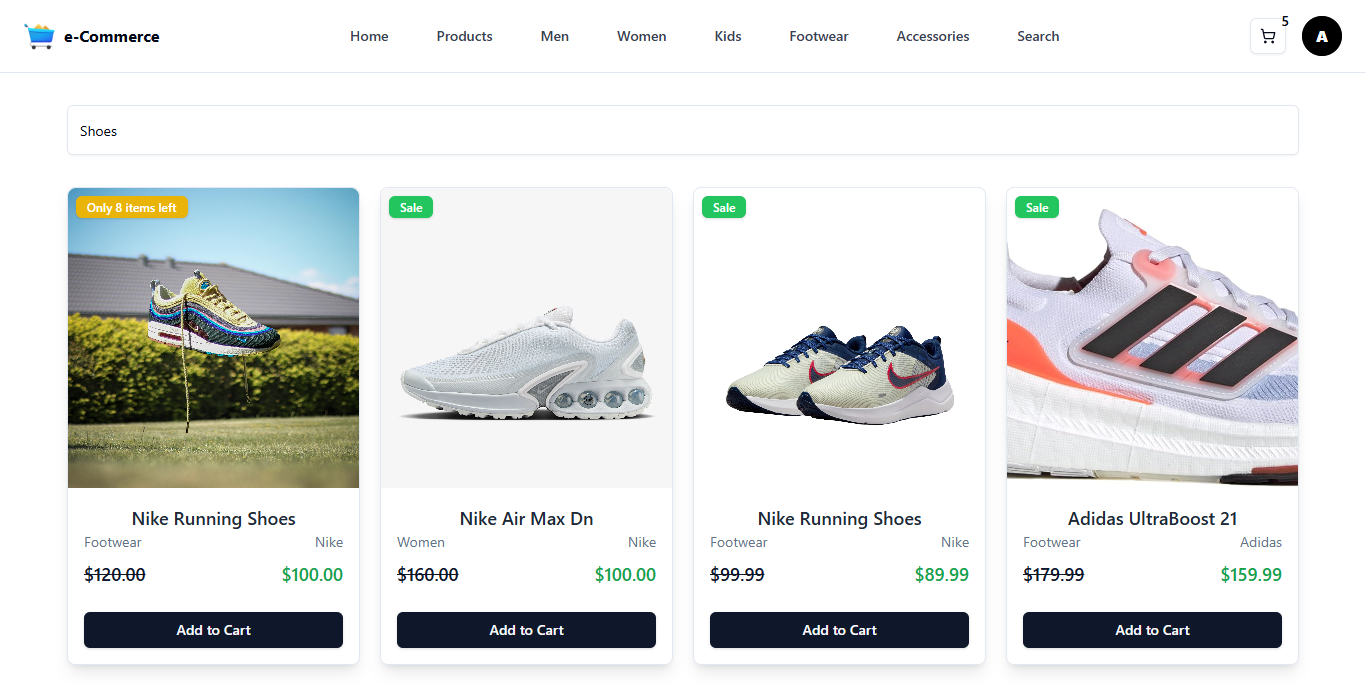 e-Commerce
Home Products Men Women Kids Footwear Accessories Search
5
A
Shoes
Only 8 items left
Sale
Sale
Sale
Nike Running Shoes
Footwear Nike
$120.00 $100.00
Add to Cart
Nike Air Max Dn
Women Nike
$160.00 $100.00
Add to Cart
Nike Running Shoes
Footwear Nike
$99.99 $89.99
Add to Cart
Adidas UltraBoost 21
Footwear Adidas
$179.99 $159.99
Add to Cart